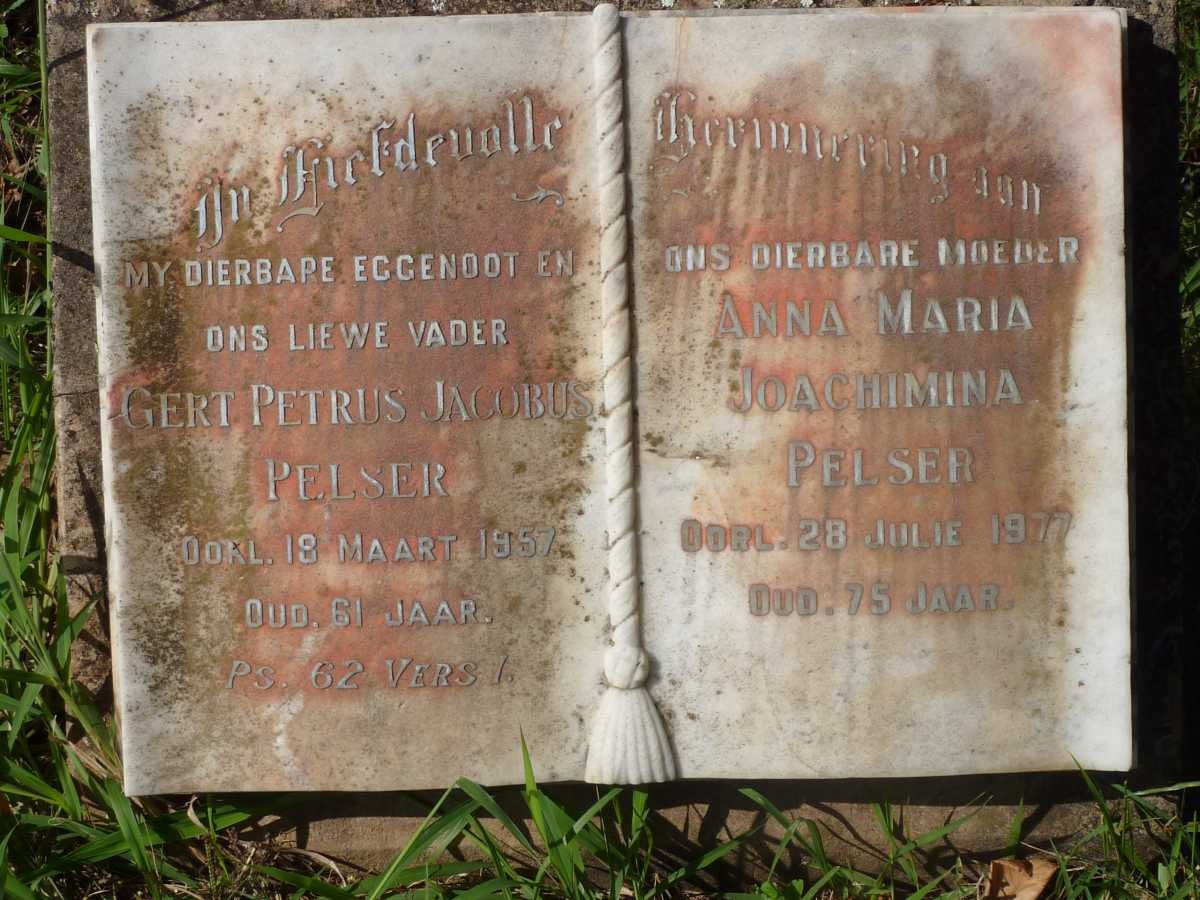 In Liefdevolle
MY DIERBARE EGGENOOT EN
ONS LIEWE VADER
GERT PETRUS JACOBUS
PELSER
OORL. 18 MAART 1957
OUD. 61 JAAR.
PS. 62 VERS 1.
Herinnering aan
ONS DIERBARE MOEDER
ANNA MARIA
JOACHIMINA
PELSER
OORL. 28 JULIE 1977
OUD. 75 JAAR.